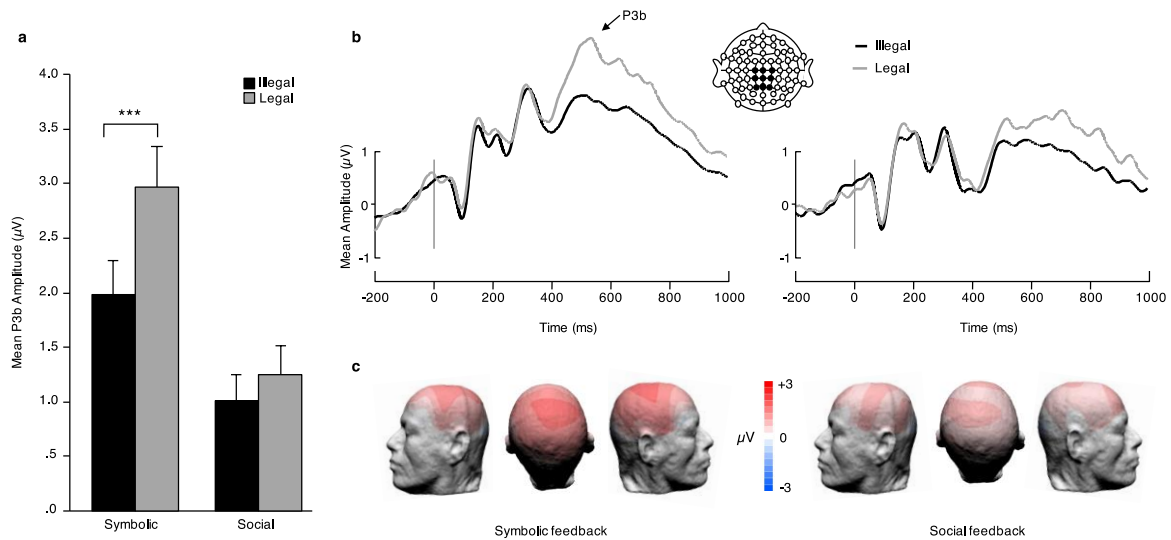 a
4.0
3.5
3.0
2.5
2.0
1.5
1.0
.5
.0
Mean P3b Amplitude (µV)
Illegal
Legal
***
Symbolic
Social
b
P3b
Illegal
Legal
Mean Amplitude (µV)
1
0
-1
-200 0 200 400 600 800 1000
Time (ms)
1
0
-1
-200 0 200 400 600 800 1000
Time (ms)
c
+3
µV 0
-3
Symbolic feedback
Social feedback